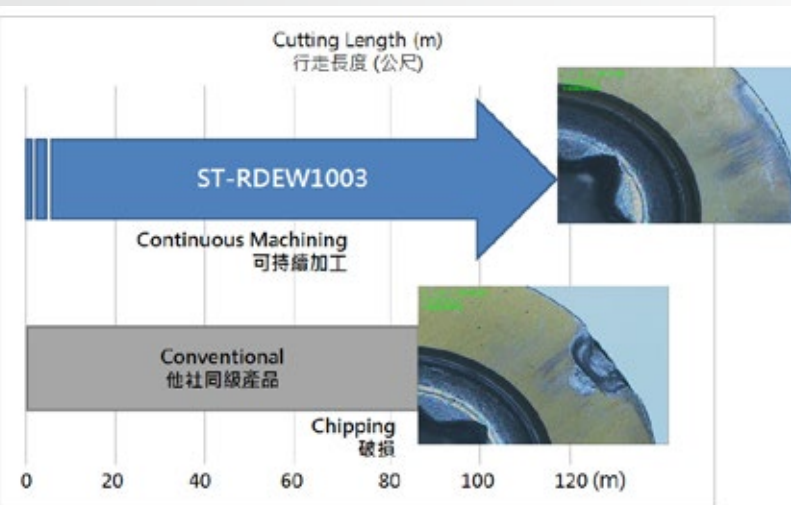 Cutting Length (m)
行走長度 (公尺)
ST-RDEW1003
Continuous Machining
可持續加工
Conventional
他社同級產品
Chipping
破損
0 20 40 60 80 100 120 (m)